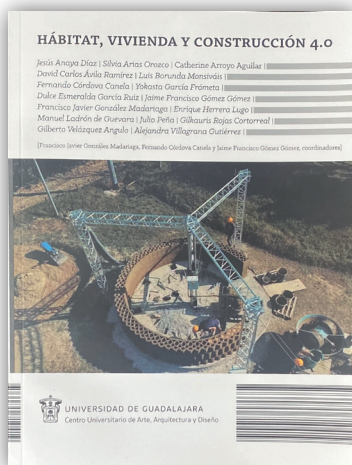 HÁBITAT, VIVIENDA Y CONSTRUCCIÓN 4.0
Jesús Anaya Díaz | Silvia Arias Orozco | Catherine Arroyo Aguilar |
David Carlos Ávila Ramírez | Luis Borunda Monsiváis |
Fernando Córdova Canela | Yokasta García Frómeta |
Dulce Esmeralda García Ruiz | Jaime Francisco Gómez Gómez |
Francisco Javier González Madariaga | Enrique Herrera Lugo |
Manuel Ladrón de Guevara | Julio Peña | Gilkauris Rojas Cortorreal |
Gilberto Velázquez Angulo | Alejandra Villagrana Gutiérrez |
[Francisco Javier González Madariaga, Fernando Córdova Canela y Jaime Francisco Gómez Gómez, coordinadores]
UNIVERSIDAD DE GUADALAJARA
Centro Universitario de Arte, Arquitectura y Diseño